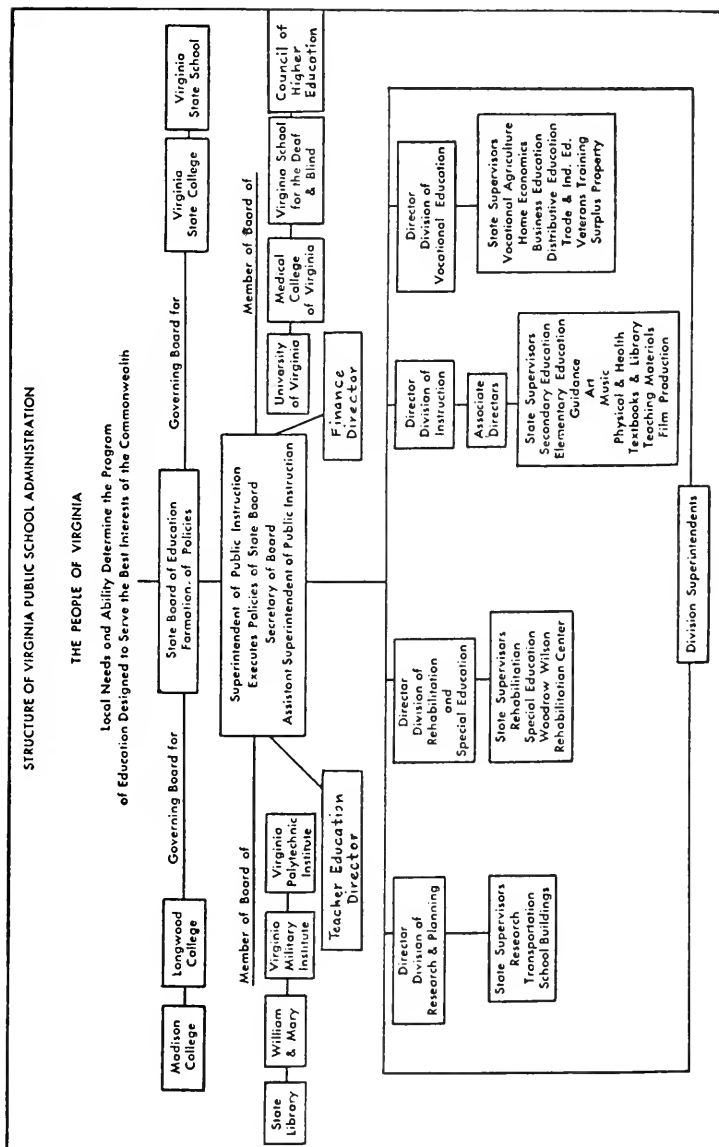 STRUCTURE OF VIRGINIA PUBLIC SCHOOL ADMINISTRATION
THE PEOPLE OF VIRGINIA
Local Needs and Ability Determine the Program
of Education Designed to Serve the Best Interests of the Commonwealth
Madison
College
Longwood
College
Governing Board for
State Board of Education
Formation. of Policies
Governing Board for
Virginia
State College
Virginia
State School
Member of Board of
Superintendent of Public Instruction
Executes Policies of State Board
Secretary of Board
Assistant Superintendent of Public Instruction
Member of Board of
State
Library
William
& Mary
Virginia
Military
Institute
Virginia
Polytechnic
Institute
University
of Virginia
Medical
College
of Virginia
Virginia School
for the Deaf
& Blind
Council of
Higher
Education
Teacher Education
Director
Finance
Director
Director
Division of
Research & Planning
State Supervisors
Research
Transportation
School Buildings
Director
Division of
Rehabilitation
and
Special Education
State Supervisors
Rehabilitation
Special Education
Woodrow Wilson
Rehabilitation Center
Director
Division of
Instruction
Associate
Directors
State Supervisors
Secondary Education
Elementary Education
Guidance
Art
Music
Physical & Health
Textbooks & Library
Teaching Materials
Film Production
Director
Division of
Vocational Education
State Supervisors
Vocational Agriculture
Home Economics
Business Education
Distributive Education
Trade & Ind. Ed.
Veterans Training
Surplus Property
Division Superintendents